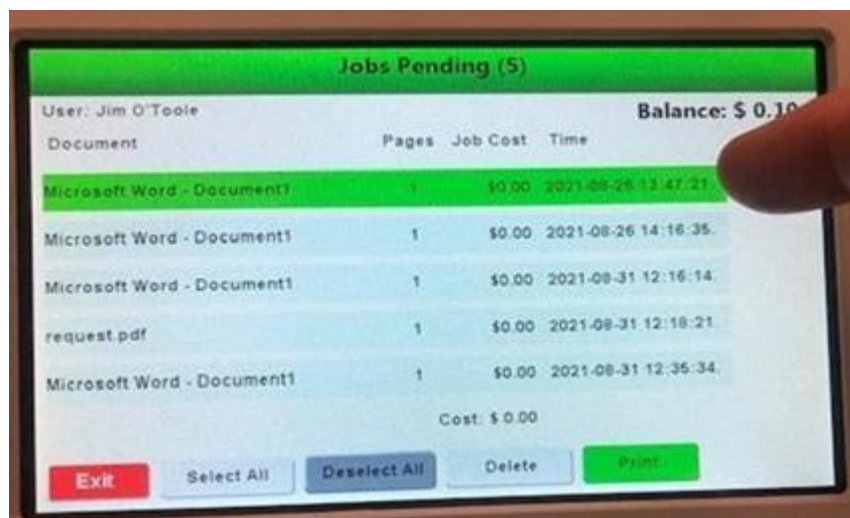 Jobs Pending (5)
User: Jim O'Toole Balance: $ 0.10
Document Pages Job Cost Time
Microsoft Word - Document1 1 $0.00 2021-08-26 13:47:21.
Microsoft Word - Document1 1 $0.00 2021-08-26 14:16:35.
Microsoft Word - Document1 1 $0.00 2021-08-31 12:16:14.
request.pdf 1 $0.00 2021-08-31 12:18:21.
Microsoft Word - Document1 1 $0.00 2021-08-31 12:35:34.
Cost: $ 0.00
Exit Select All Deselect All Delete Print